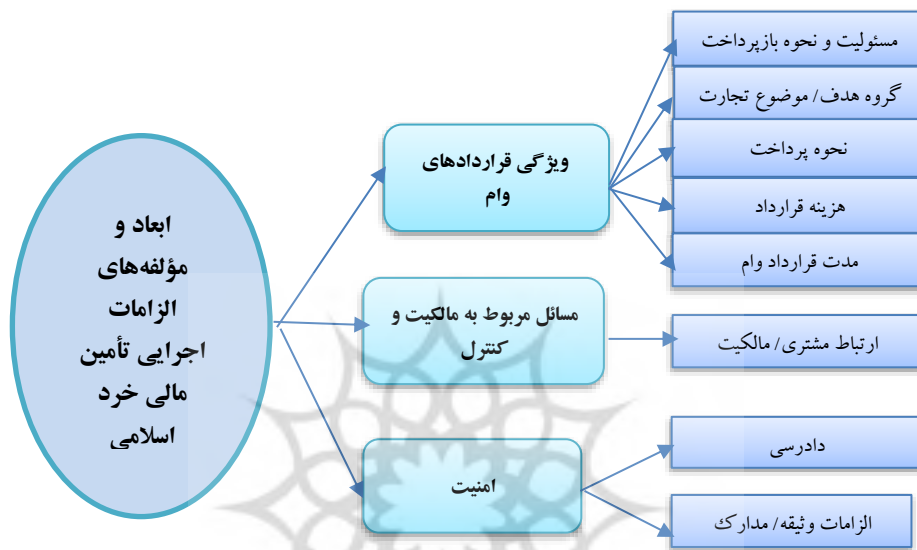 ابعاد و
مؤلفه‌های
الزامات
اجرایی تأمین
مالی خرد
اسلامی
ویژگی قراردادهای
وام
مسئولیت و نحوه بازپرداخت
گروه هدف/ موضوع تجارت
نحوه پرداخت
هزینه قرارداد
مدت قرارداد وام
مسائل مربوط به مالکیت و
کنترل
ارتباط مشتری/ مالکیت
امنیت
دادرسی
الزامات وثیقه/ مدارک